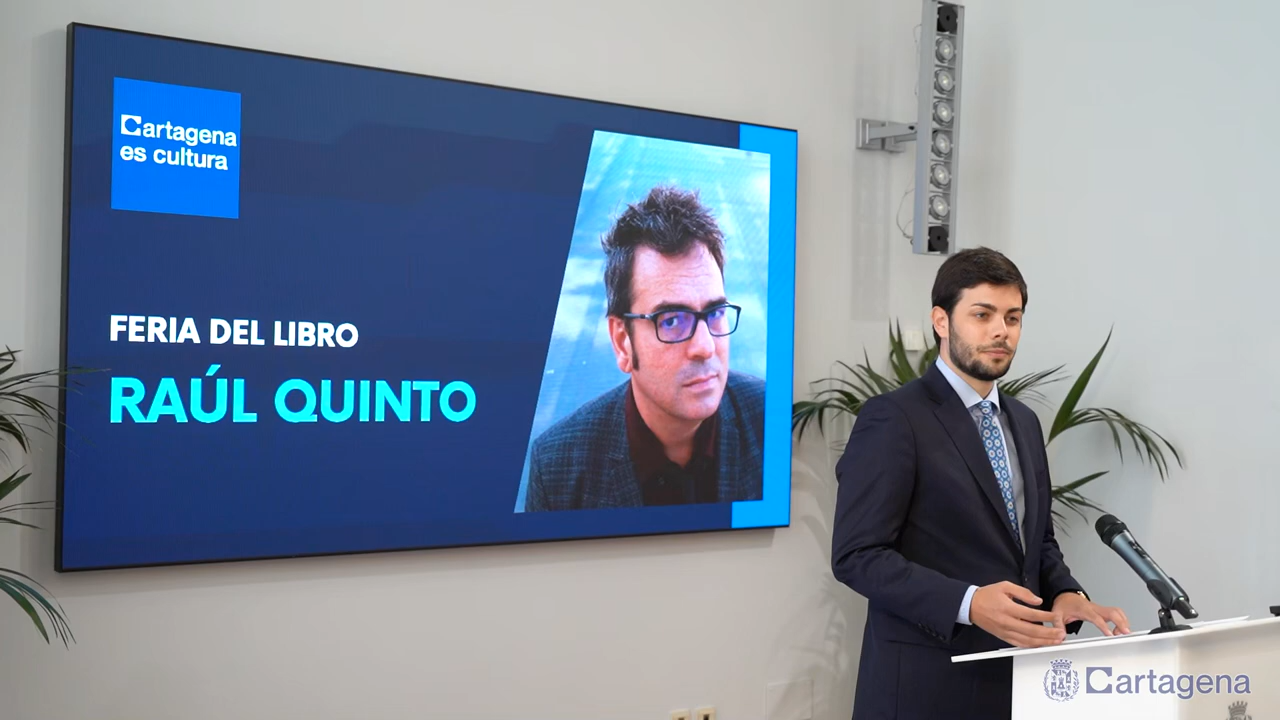 Cartagena
es cultura
FERIA DEL LIBRO
RAÚL QUINTO
Cartagena